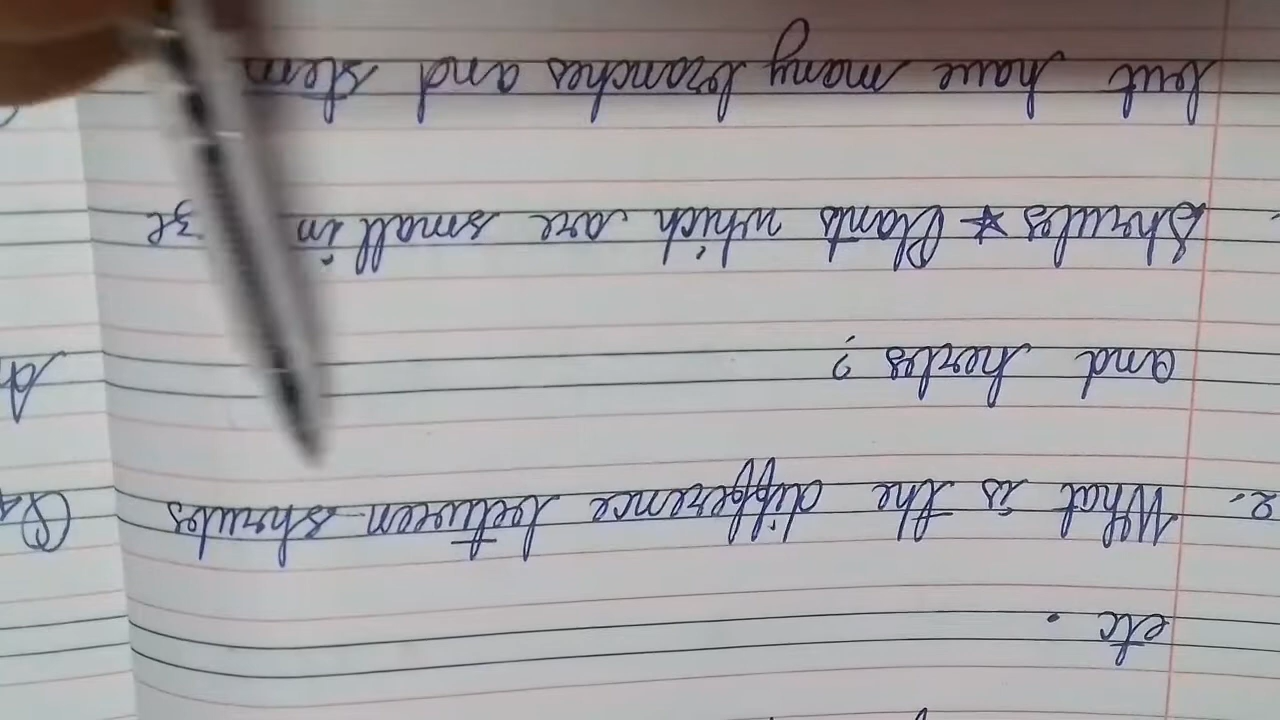 etc.
2. What is the difference between shrubs
and herbs?
Shrubs * Plants which are small in
but have many branches and stem